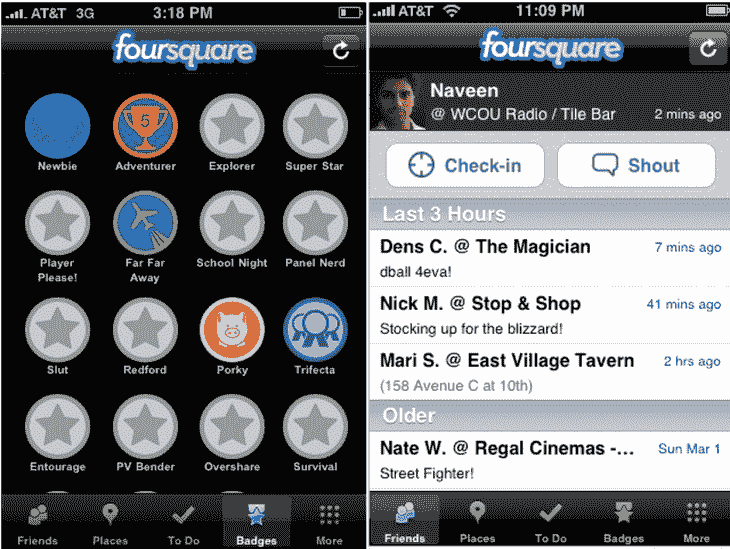 AT&T 3G 3:18 PM
foursquare
5
Newbie Adventurer Explorer Super Star
Player Please! Far Far Away School Night Panel Nerd
Slut Redford Porky Trifecta
Entourage PV Bender Overshare Survival
Friends Places To Do Badges More
AT&T 11:09 PM
foursquare
Naveen
@ WCOU Radio / Tile Bar 2 mins ago
Check-in Shout
Last 3 Hours
Dens C. @ The Magician 7 mins ago
dball 4eva!
Nick M. @ Stop & Shop 41 mins ago
Stocking up for the blizzard!
Mari S. @ East Village Tavern 2 hrs ago
(158 Avenue C at 10th)
Older
Nate W. @ Regal Cinemas -... Sun Mar 1
Street Fighter!
Friends Places To Do Badges More